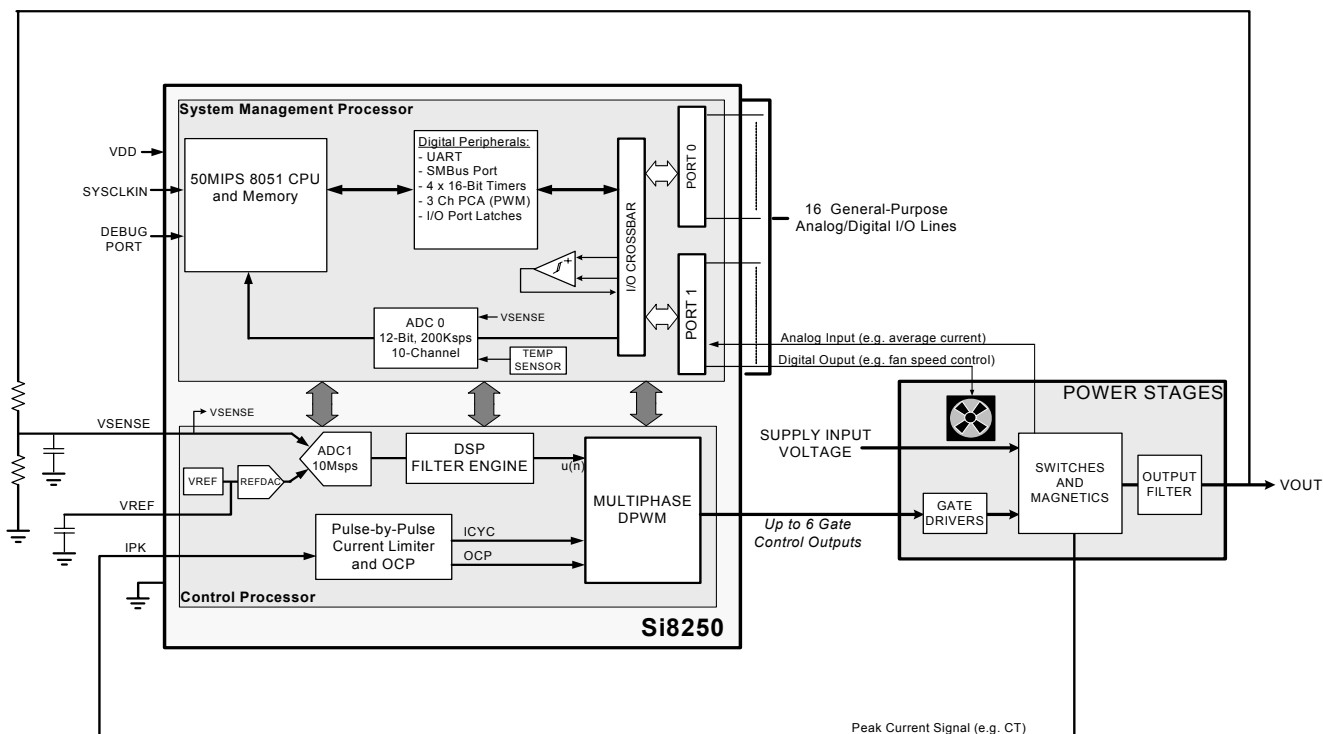 System Management Processor
VDD
SYSCLKIN
DEBUG
PORT
50MIPS 8051 CPU
and Memory
Digital Peripherals:
- UART
- SMBus Port
- 4 x 16-Bit Timers
- 3 Ch PCA (PWM)
- I/O Port Latches
+
I/O CROSSBAR
PORT 0
PORT 1
16 General-Purpose
Analog/Digital I/O Lines
ADC 0
12-Bit, 200Ksps
10-Channel
VSENSE
TEMP
SENSOR
Analog Input (e.g. average current)
Digital Ouput (e.g. fan speed control)
POWER STAGES
SUPPLY INPUT
VOLTAGE
SWITCHES
AND
MAGNETICS
OUTPUT
FILTER
VOUT
GATE
DRIVERS
Up to 6 Gate
Control Outputs
VSENSE
VSENSE
ADC1
10Msps
DSP
FILTER ENGINE
u(n)
MULTIPHASE
DPWM
VREF
REFDAC
VREF
IPK
Pulse-by-Pulse
Current Limiter
and OCP
ICYC
OCP
Control Processor
Si8250
Peak Current Signal (e.g. CT)